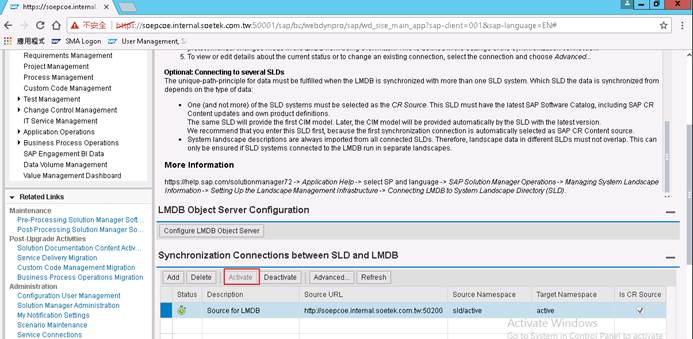 https://soepcoe.internal.soet
不安全 | https://soepcoe.internal.soetek.com.tw:50001/sap/bc/webdynpro/sap/wd_sise_main_app?sap-client=001&sap-language=EN#
應用程式 SMA Logon User Management, S
Requirements Management
Project Management
Process Management
Custom Code Management
Test Management
Change Control Management
IT Service Management
Application Operations
Business Process Operations
SAP Engagement BI Data
Data Volume Management
Value Management Dashboard
Related Links
Maintenance
Pre-Processing Solution Manager Soft...
Post-Processing Solution Manager So...
Post-Upgrade Activities
Solution Documentation Content Activ...
Service Delivery Migration
Custom Code Management Migration
Business Process Operations Migration
Administration
Configuration User Management
Solution Manager Administration
My Notification Settings
Scenario Maintenance
Service Connections
5. To view or edit details about the current status or to change an existing connection, select the connection and choose Advanced...
Optional: Connecting to several SLDs
The unique-path-principle for data must be fulfilled when the LMDB is synchronized with more than one SLD system. Which SLD the data is synchronized from
depends on the type of data:
• One (and not more) of the SLD systems must be selected as the CR Source. This SLD must have the latest SAP Software Catalog, including SAP CR
Content updates and own product definitions.
The same SLD will provide the first CIM model. Later, the CIM model will be provided automatically by the SLD with the latest version.
We recommend that you enter this SLD first, because the first synchronization connection is automatically selected as SAP CR Content source.
• System landscape descriptions are always imported from all connected SLDs. Therefore, landscape data in different SLDs must not overlap. This can
only be ensured if SLD systems connected to the LMDB run in separate landscapes.
More Information
https://help.sap.com/solutionmanager72 -> Application Help -> select SP and language -> SAP Solution Manager Operations -> Managing System Landscape
Information -> Setting Up the Landscape Management Infrastructure -> Connecting LMDB to System Landscape Directory (SLD).
LMDB Object Server Configuration
Configure LMDB Object Server
Synchronization Connections between SLD and LMDB
Add Delete Activate Deactivate Advanced... Refresh
Status Description Source URL Source Namespace Target Namespace Is CR Source
Source for LMDB http://soepcoe.internal.soetek.com.tw:50200 sld/active active
Activate Windows
Go to System in Control Panel to activate